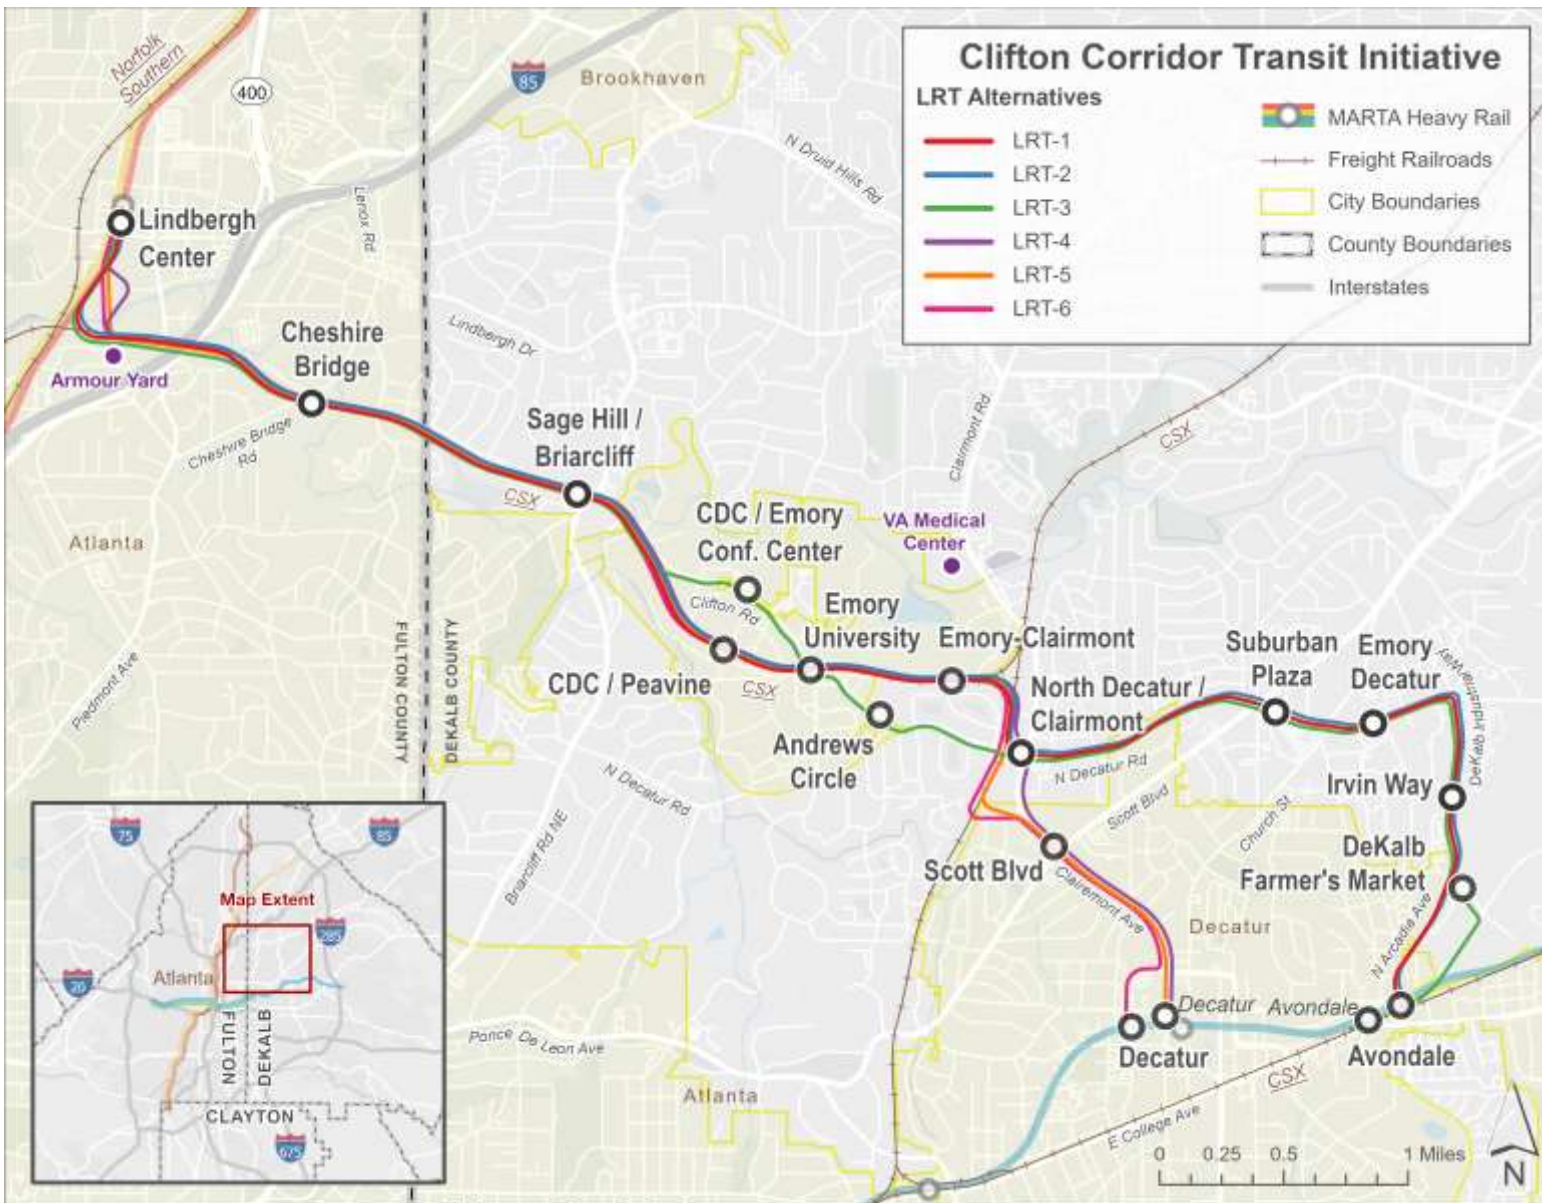 Clifton Corridor Transit Initiative
LRT Alternatives
LRT-1
LRT-2
LRT-3
LRT-4
LRT-5
LRT-6
MARTA Heavy Rail
Freight Railroads
City Boundaries
County Boundaries
Interstates
Norfolk
Southern
400
85
Brookhaven
N Druid Hills Rd
Lenox Rd
Lindbergh
Center
Lindbergh Dr
Cheshire
Bridge
Armour Yard
Cheshire Bridge
Rd
Sage Hill /
Briarcliff
CSX
Clairmont Rd
CSX
Atlanta
CDC / Emory
Conf. Center
VA Medical
Center
Clifton Rd
Emory
University
Emory-Clairmont
CDC / Peavine
CSX
FULTON COUNTY
DEKALB COUNTY
Piedmont Ave
Suburban
Plaza
Emory
Decatur
DeKalb Industrial Way
North Decatur /
Clairmont
Andrews
Circle
N Decatur Rd
N Decatur Rd
Irvin Way
Scott Blvd
Church St
Briarcliff Rd NE
DeKalb
Farmer's Market
Scott Blvd
Clairemont Ave
N Arcadia Ave
Decatur
Decatur
Avondale
Decatur
Avondale
Ponce De Leon Ave
CSX
Atlanta
E College Ave
0
0.25
0.5
1 Miles
N
75
85
Map Extent
285
Atlanta
20
FULTON
DEKALB
CLAYTON
675